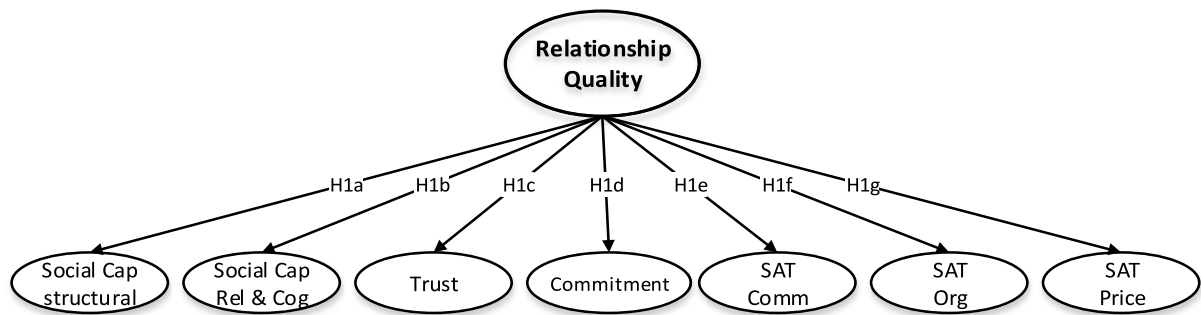 Relationship
Quality
H1a
H1b
H1c
H1d
H1e
H1f
H1g
Social Cap
structural
Social Cap
Rel & Cog
Trust
Commitment
SAT
Comm
SAT
Org
SAT
Price